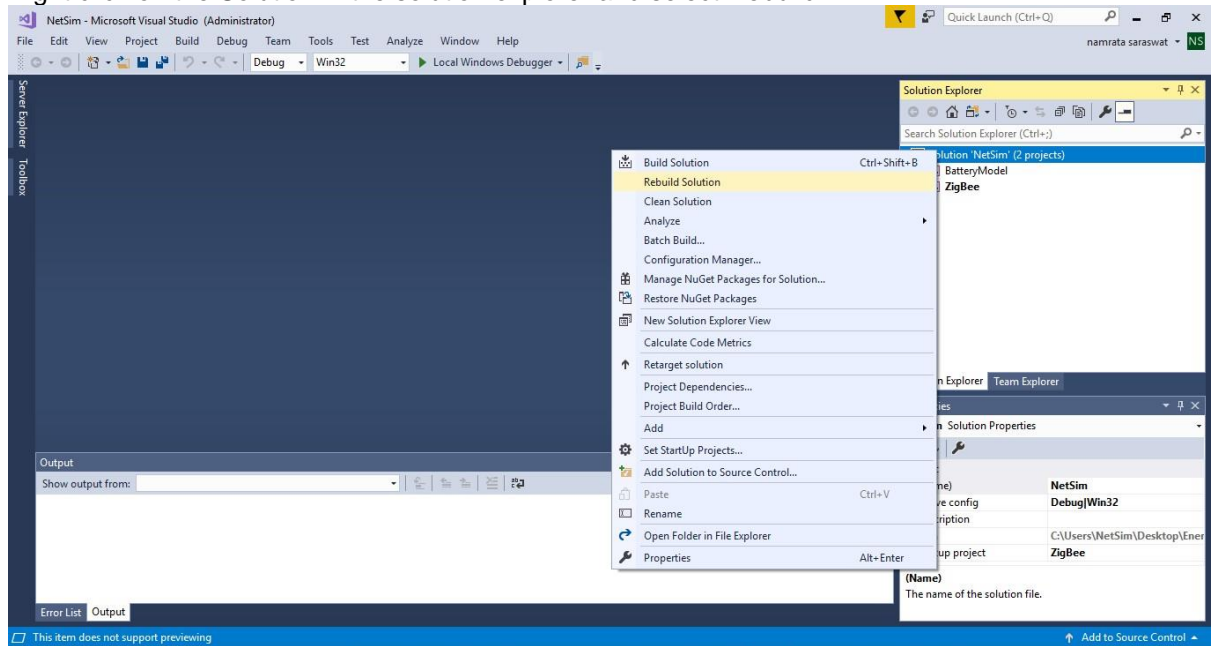 NetSim - Microsoft Visual Studio (Administrator)
Quick Launch (Ctrl+Q)
File Edit View Project Build Debug Team Tools Test Analyze Window Help
namrata saraswat NS
Debug Win32 Local Windows Debugger
Server Explorer
Toolbox
Solution Explorer
Search Solution Explorer (Ctrl+;)
'NetSim' (2 projects)
BatteryModel
ZigBee
Build Solution Ctrl+Shift+B
Rebuild Solution
Clean Solution
Analyze
Batch Build...
Configuration Manager...
Manage NuGet Packages for Solution...
Restore NuGet Packages
New Solution Explorer View
Calculate Code Metrics
Retarget solution
Project Dependencies...
Project Build Order...
Add
Set StartUp Projects...
Add Solution to Source Control...
Paste Ctrl+V
Rename
Open Folder in File Explorer
Properties Alt+Enter
Explorer Team Explorer
Solution Properties
NetSim
config Debug|Win32
C:\Users\NetSim\Desktop\Ener
up project ZigBee
(Name)
The name of the solution file.
Output
Show output from:
Error List Output
This item does not support previewing
Add to Source Control